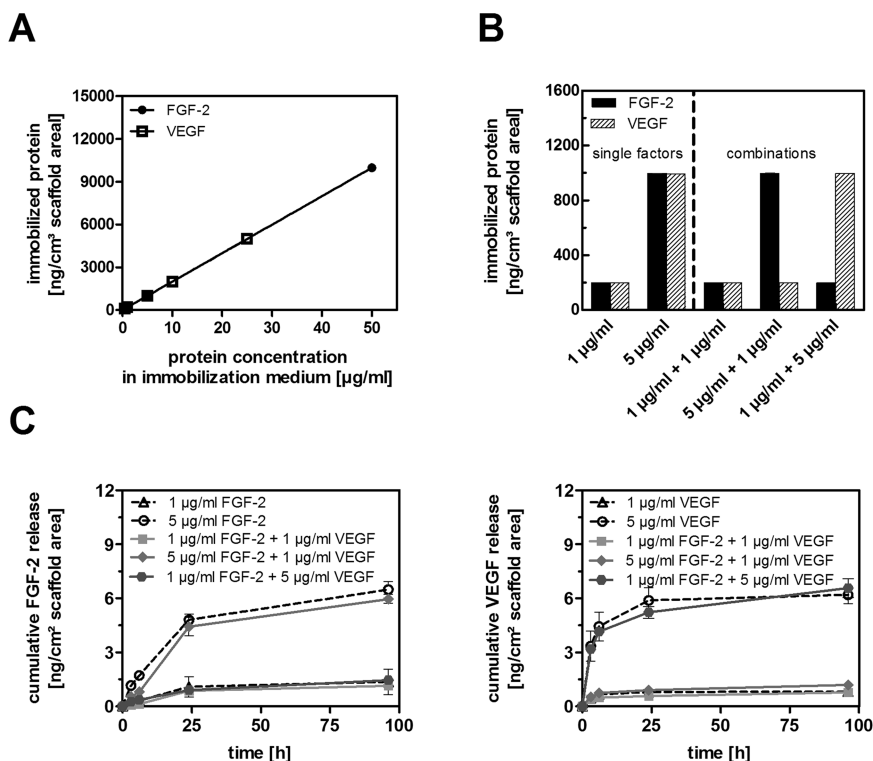 A
immobilized protein
[ng/cm³ scaffold areal]
15000
12000
9000
6000
3000
0
FGF-2
VEGF
0 10 20 30 40 50
protein concentration
in immobilization medium [µg/ml]
B
immobilized protein
[ng/cm³ scaffold areal]
1600
1200
800
400
0
FGF-2
VEGF
single factors
combinations
1 µg/ml
5 µg/ml
1 µg/ml + 1 µg/ml
5 µg/ml + 1 µg/ml
1 µg/ml + 5 µg/ml
C
cumulative FGF-2 release
[ng/cm² scaffold area]
12
9
6
3
0
1 µg/ml FGF-2
5 µg/ml FGF-2
1 µg/ml FGF-2 + 1 µg/ml VEGF
5 µg/ml FGF-2 + 1 µg/ml VEGF
1 µg/ml FGF-2 + 5 µg/ml VEGF
0 25 50 75 100
time [h]
cumulative VEGF release
[ng/cm² scaffold area]
12
9
6
3
0
1 µg/ml VEGF
5 µg/ml VEGF
1 µg/ml FGF-2 + 1 µg/ml VEGF
5 µg/ml FGF-2 + 1 µg/ml VEGF
1 µg/ml FGF-2 + 5 µg/ml VEGF
0 25 50 75 100
time [h]